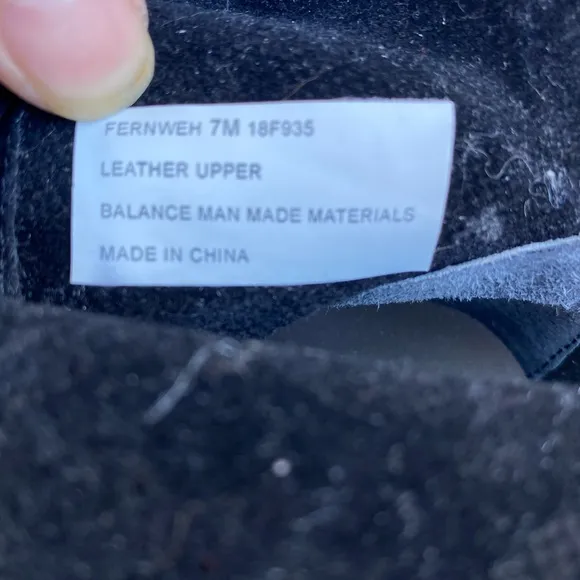 FERNWEH 7M 18F935
LEATHER UPPER
BALANCE MAN MADE MATERIALS
MADE IN CHINA